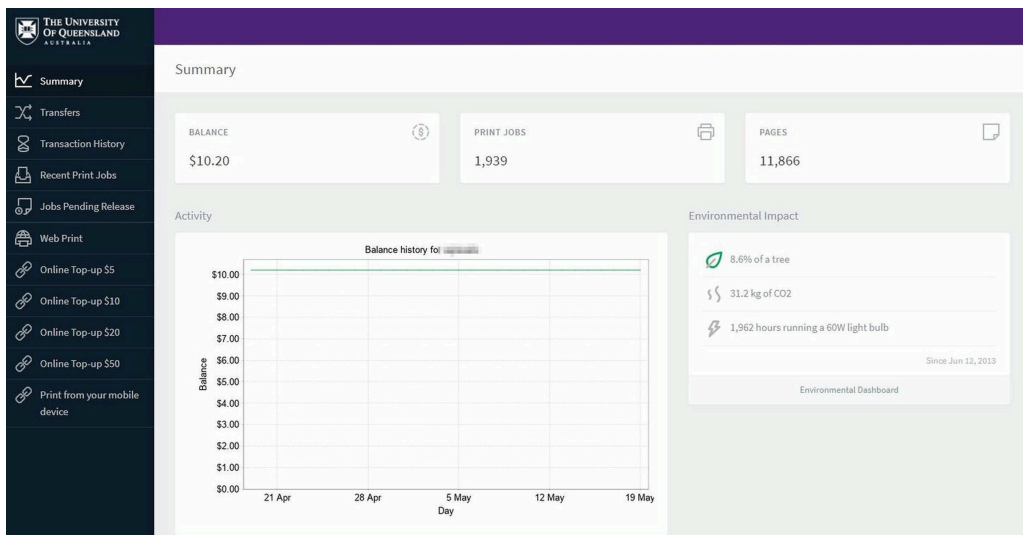 THE UNIVERSITY
OF QUEENSLAND
AUSTRALIA
Summary
Transfers
Transaction History
Recent Print Jobs
Jobs Pending Release
Web Print
Online Top-up $5
Online Top-up $10
Online Top-up $20
Online Top-up $50
Print from your mobile
device
Summary
BALANCE
$10.20
PRINT JOBS
1,939
PAGES
11,866
Activity
Balance history for
$10.00
$9.00
$8.00
$7.00
$6.00
$5.00
$4.00
$3.00
$2.00
$1.00
$0.00
Balance
21 Apr 28 Apr 5 May 12 May 19 May
Day
Environmental Impact
8.6% of a tree
31.2 kg of CO2
1,962 hours running a 60W light bulb
Since Jun 12, 2013
Environmental Dashboard